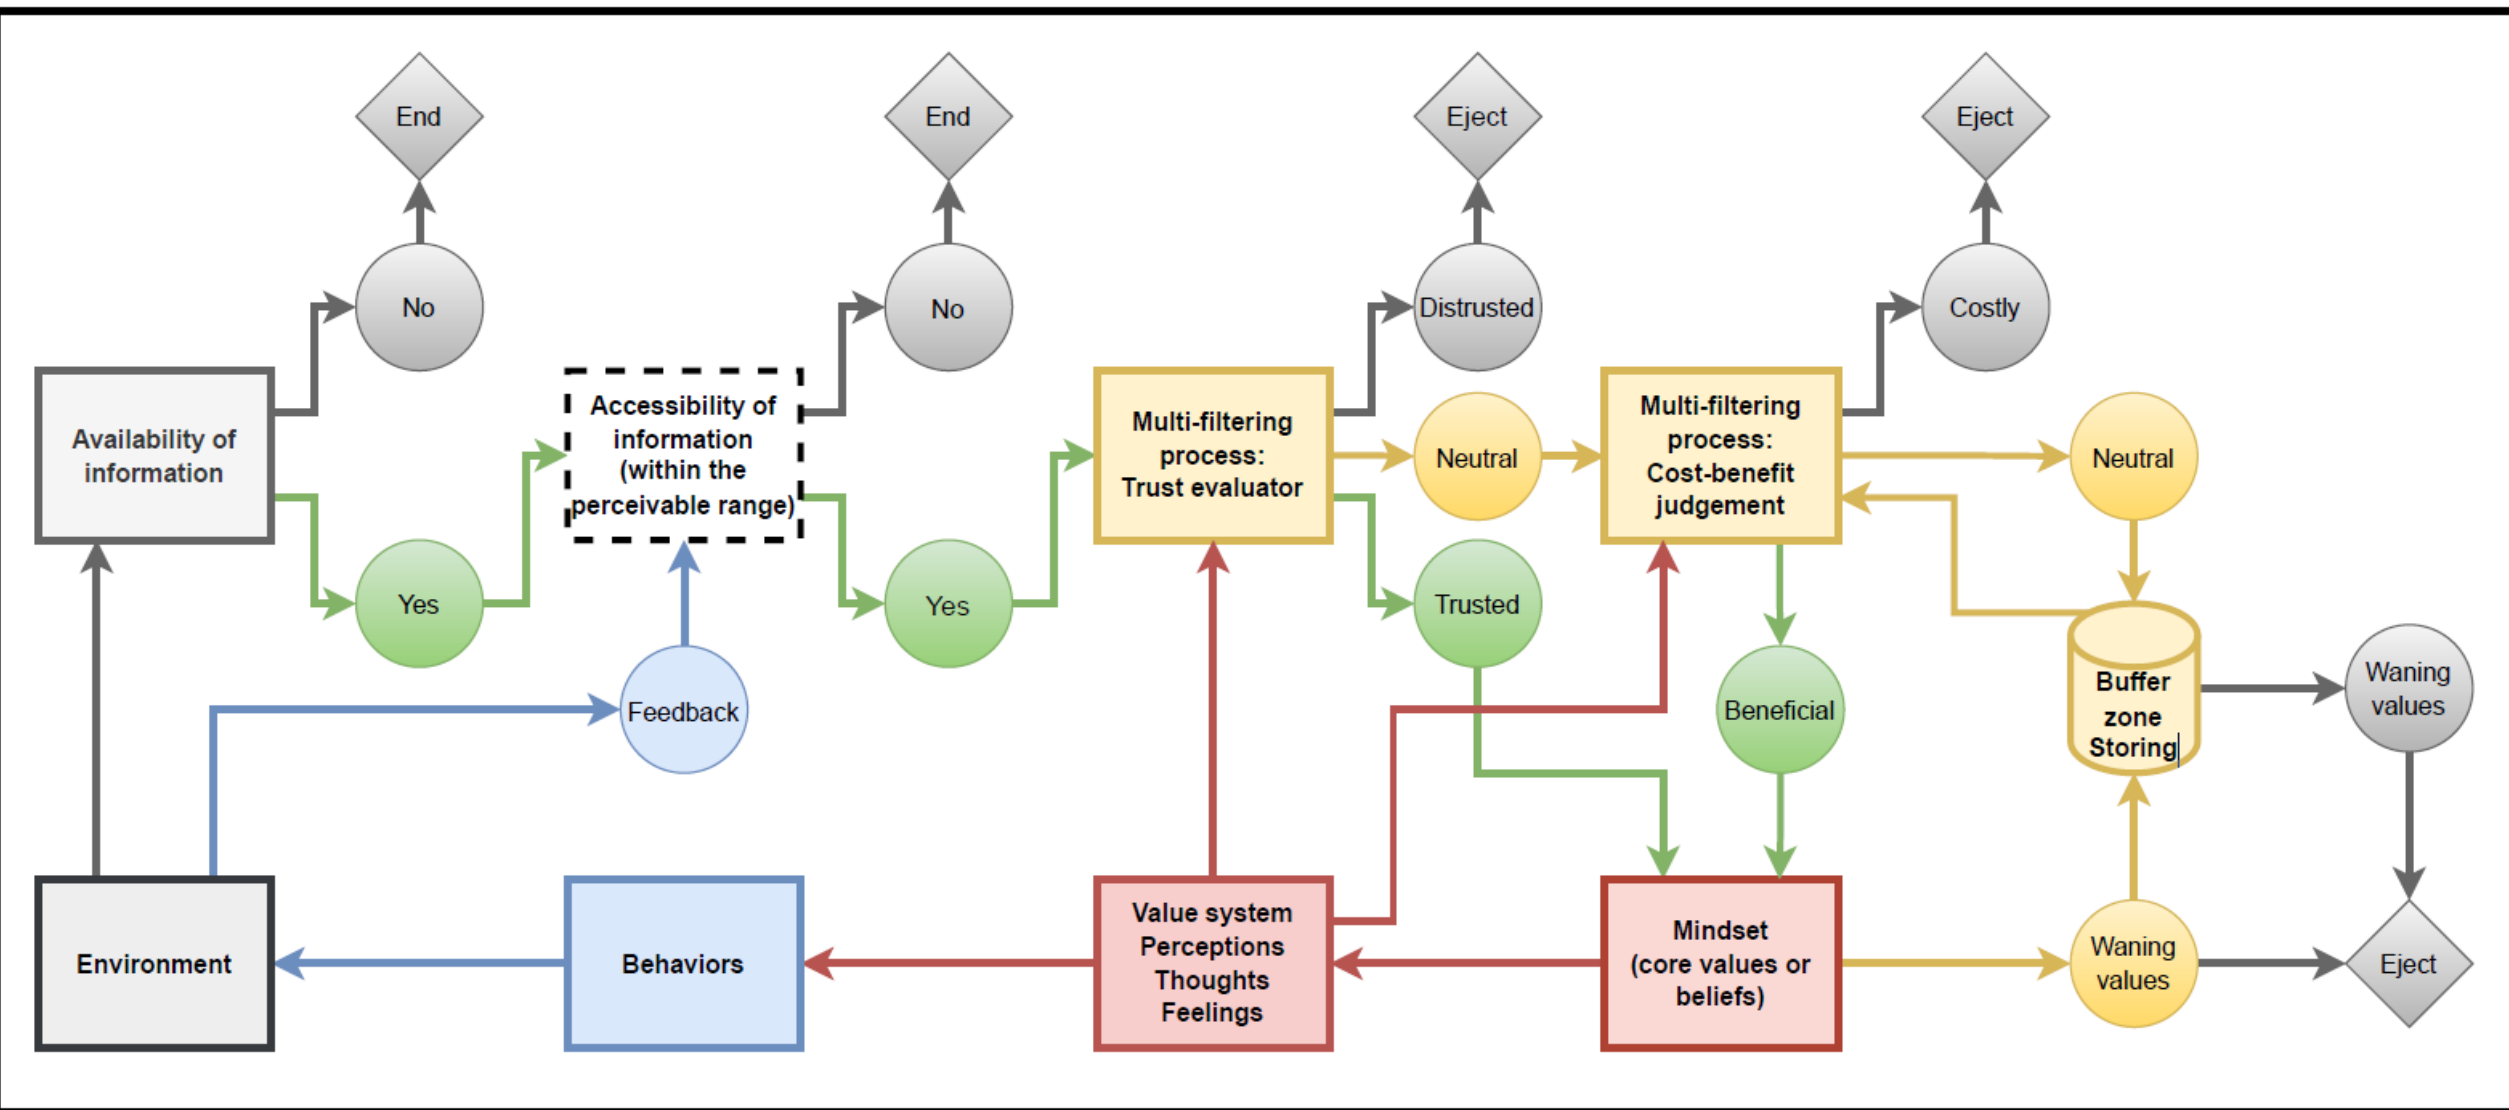 End
End
Eject
Eject
No
No
Distrusted
Costly
Availability of
information
Accessibility of
information
(within the
perceivable range)
Multi-filtering
process:
Trust evaluator
Neutral
Multi-filtering
process:
Cost-benefit
judgement
Neutral
Yes
Yes
Trusted
Feedback
Beneficial
Buffer
zone
Storing
Waning
values
Environment
Behaviors
Value system
Perceptions
Thoughts
Feelings
Mindset
(core values or
beliefs)
Waning
values
Eject